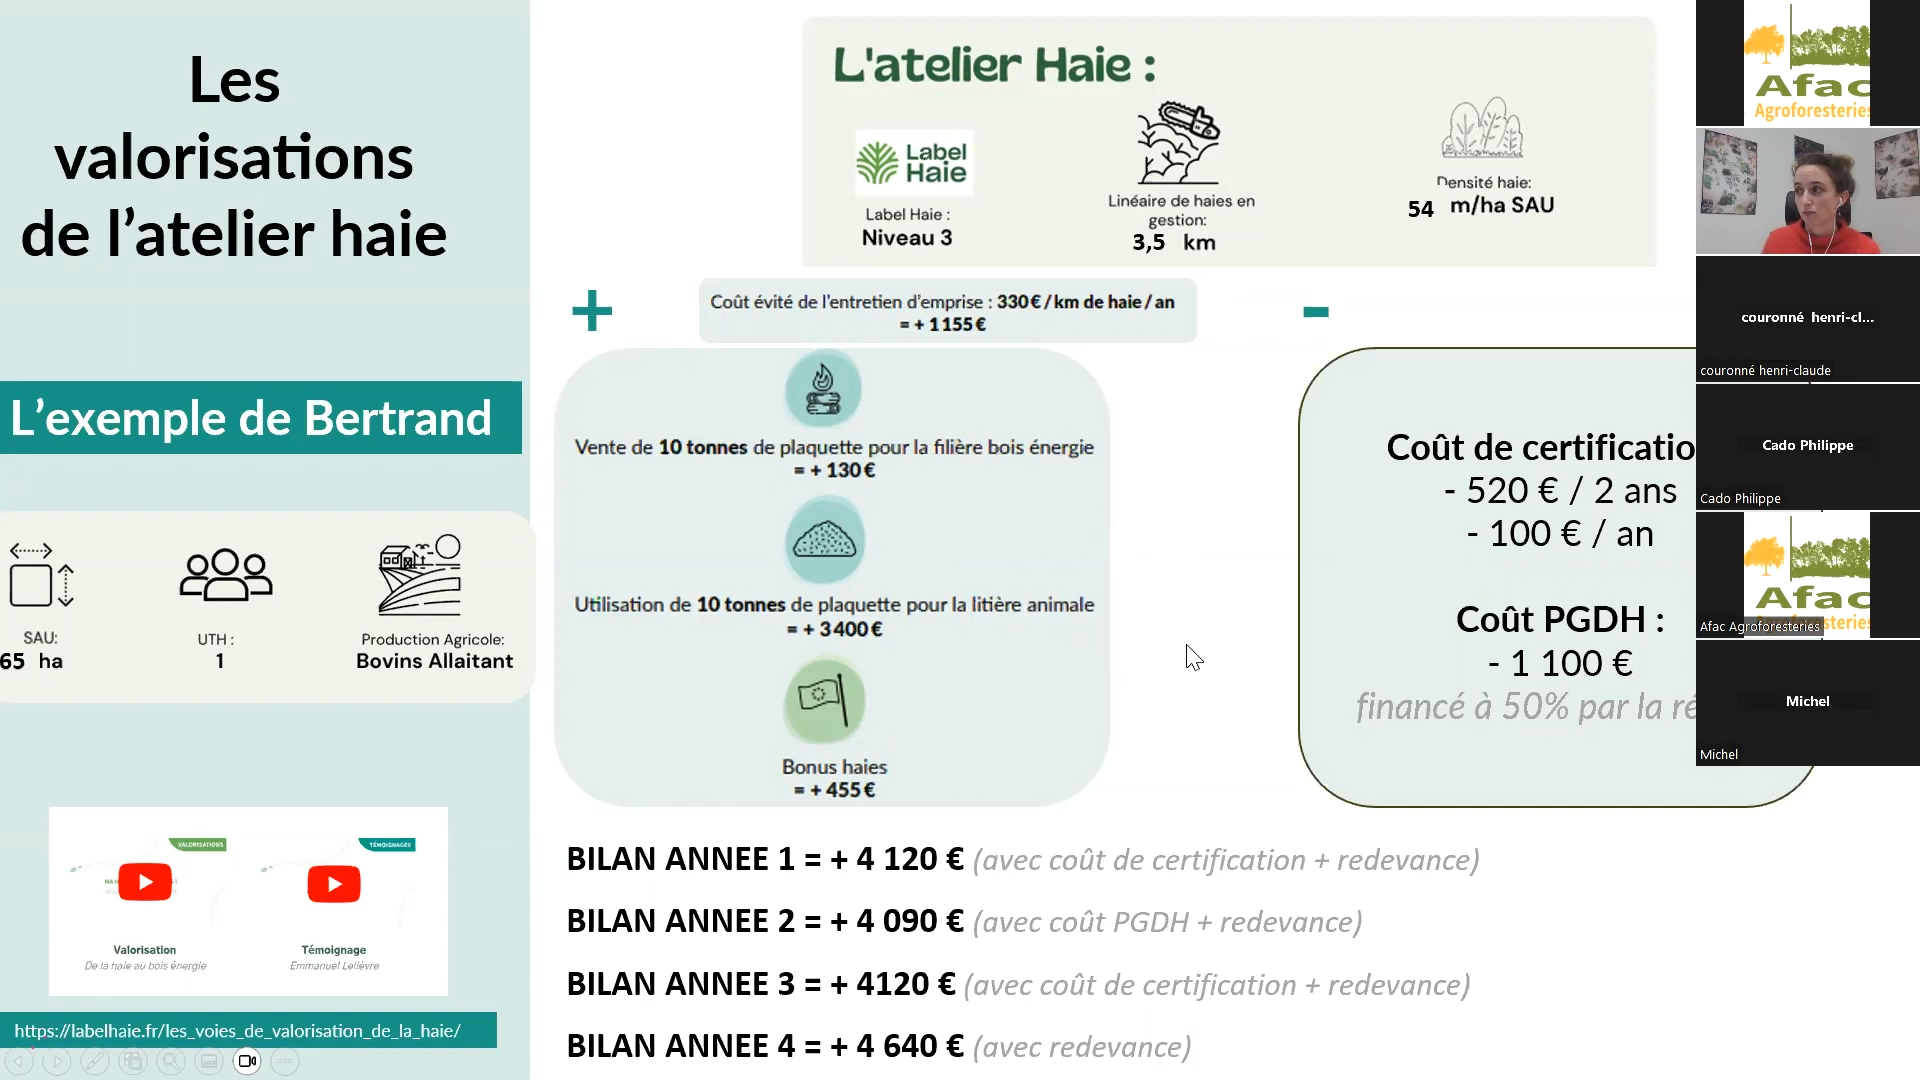 Les
valorisations
de l’atelier haie
L’exemple de Bertrand
SAU:
65 ha
UTH :
1
Production Agricole:
Bovins Allaitant
VALORISATIONS
TÉMOIGNAGES
Valorisation
De la haie au bois énergie
Témoignage
Emmanuel Lelièvre
https://labelhaie.fr/les_voies_de_valorisation_de_la_haie/
L'atelier Haie :
Label
Haie
Label Haie :
Niveau 3
Linéaire de haies en
gestion:
3,5 km
Densité haie:
54 m/ha SAU
+
Coût évité de l’entretien d’emprise : 330 € / km de haie / an
= + 1 155 €
Vente de 10 tonnes de plaquette pour la filière bois énergie
= + 130 €
Utilisation de 10 tonnes de plaquette pour la litière animale
= + 3 400 €
Bonus haies
= + 455 €
-
Coût de certificatio
- 520 € / 2 ans
- 100 € / an
Coût PGDH :
- 1 100 €
financé à 50% par la ré
BILAN ANNEE 1 = + 4 120 € (avec coût de certification + redevance)
BILAN ANNEE 2 = + 4 090 € (avec coût PGDH + redevance)
BILAN ANNEE 3 = + 4120 € (avec coût de certification + redevance)
BILAN ANNEE 4 = + 4 640 € (avec redevance)
Afac
Agroforesteries
couronné henri-cl...
couronné henri-claude
Cado Philippe
Cado Philippe
Afac
Afac Agroforesteries
Michel
Michel